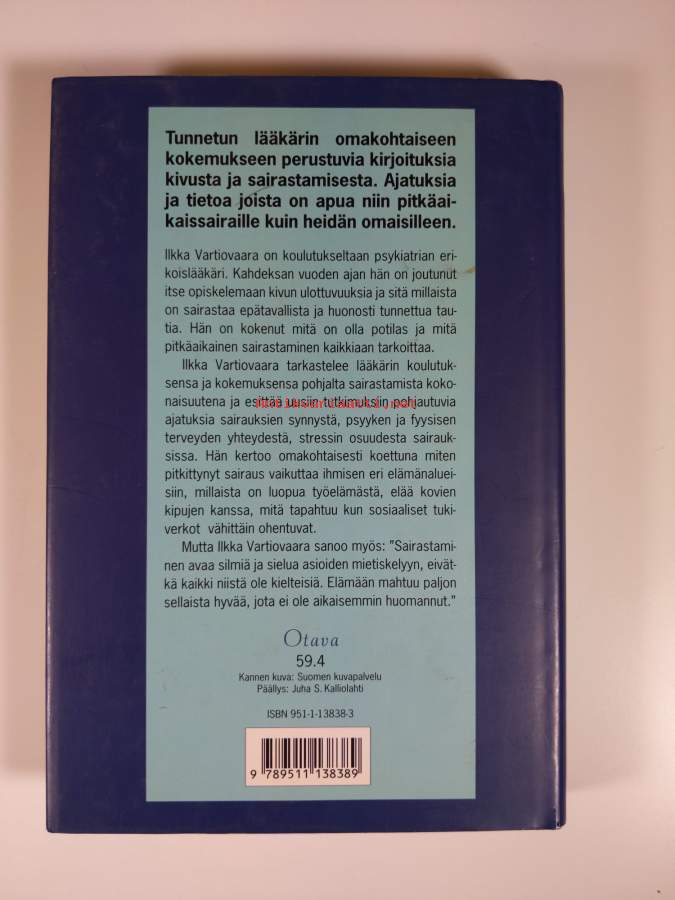 Tunnetun lääkärin omakohtaiseen
kokemukseen perustuvia kirjoituksia
kivusta ja sairastamisesta. Ajatuksia
ja tietoa joista on apua niin pitkäai-
kaissairaille kuin heidän omaisilleen.
Ilkka Vartiovaara on koulutukseltaan psykiatrian eri-
koislääkäri. Kahdeksan vuoden ajan hän on joutunut
itse opiskelemaan kivun ulottuvuuksia ja sitä millaista
on sairastaa epätavallista ja huonosti tunnettua tau-
tia. Hän on kokenut mitä on olla potilas ja mitä
pitkäaikainen sairastaminen kaikkiaan tarkoittaa.
Ilkka Vartiovaara tarkastelee lääkärin koulutuk-
sensa ja kokemuksensa pohjalta sairastamista koko-
naisuutena ja esittää uusiin tutkimuksiin pohjautuvia
ajatuksia sairauksien synnystä, psyyken ja fyysisen
terveyden yhteydestä, stressin osuudesta sairauk-
sissa. Hän kertoo omakohtaisesti koettuna miten
pitkittynyt sairaus vaikuttaa ihmisen eri elämänaluei-
siin, millaista on luopua työelämästä, elää kovien
kipujen kanssa, mitä tapahtuu kun sosiaaliset tuki-
verkot vähittäin ohentuvat.
Mutta Ilkka Vartiovaara sanoo myös: "Sairastami-
nen avaa silmiä ja sielua asioiden mietiskelyyn, eivät-
kä kaikki niistä ole kielteisiä. Elämään mahtuu paljon
sellaista hyvää, jota ei ole aikaisemmin huomannut."
Otava
59.4
Kannen kuva: Suomen kuvapalvelu
Päällys: Juha S. Kalliolahti
ISBN 951-1-13838-3
9 789511 138389